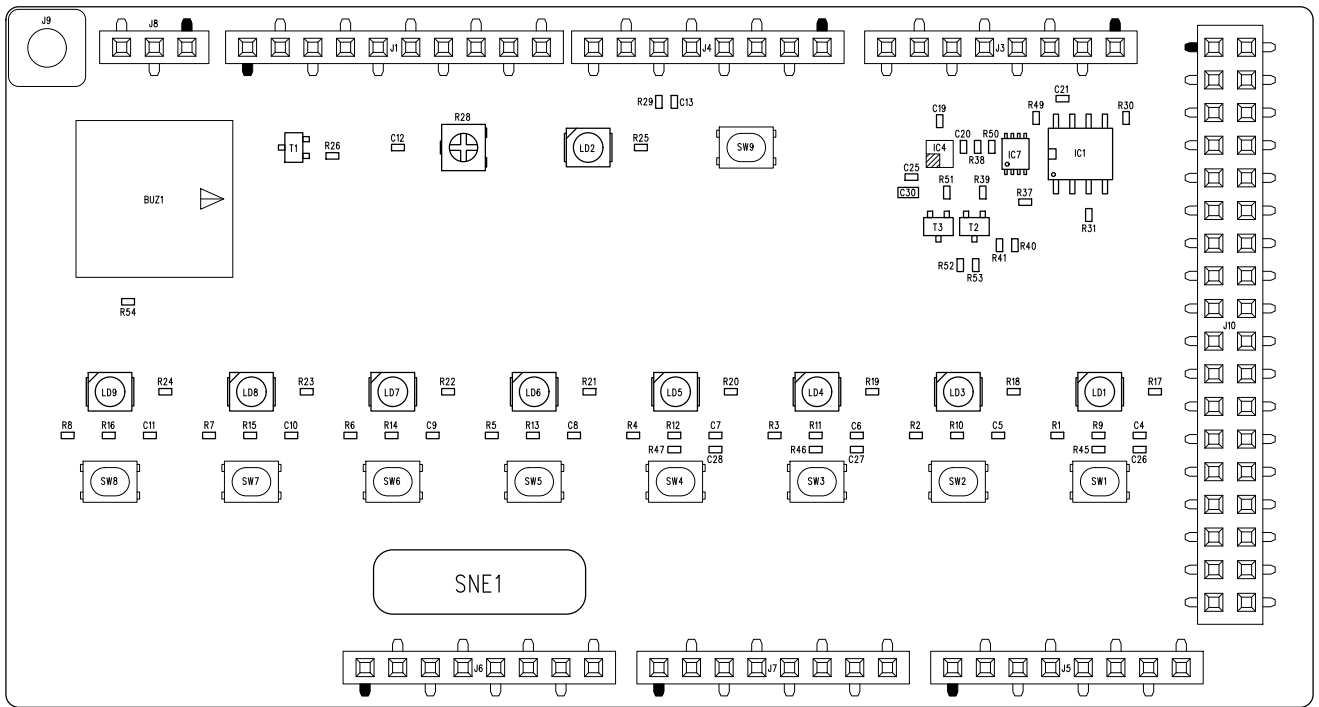 J9
J8
J1
J4
J3
R29
C13
C21
C19
R49
R30
R28
T1
R26
C12
LD2
R25
SW9
IC4
C20
R38
R50
IC7
IC1
C25
C30
R51
R39
R37
BUZ1
T3
T2
R31
R41
R40
R52
R53
R54
J10
LD9
R24
LD8
R23
LD7
R22
LD6
R21
LD5
R20
LD4
R19
LD3
R18
LD1
R17
R8
R16
C11
R7
R15
C10
R6
R14
C9
R5
R13
C8
R4
R12
C7
R3
R11
C6
R2
R10
C5
R1
R9
C4
R47
C28
R46
C27
R45
C26
SW8
SW7
SW6
SW5
SW4
SW3
SW2
SW1
SNE1
J6
J7
J5